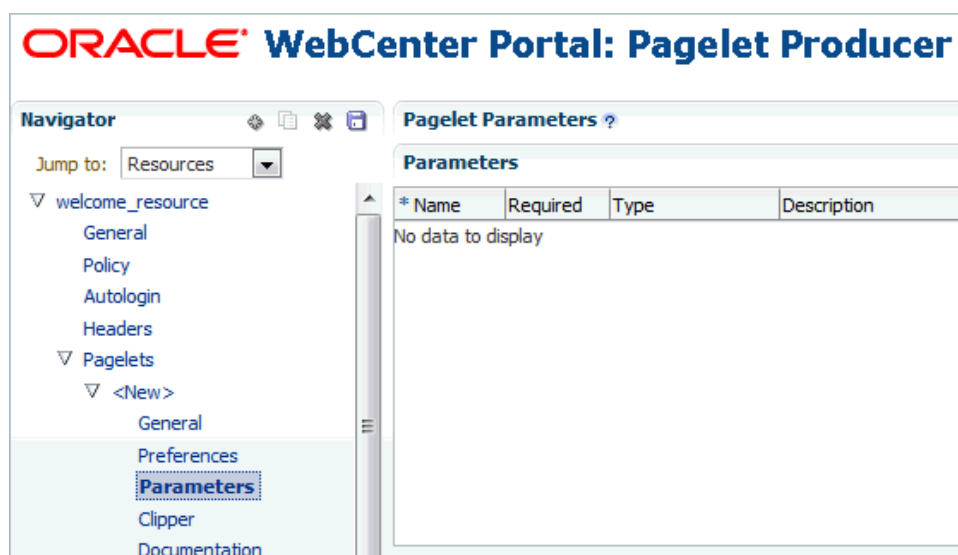 ORACLE WebCenter Portal: Pagelet Producer
Navigator
Jump to: Resources
welcome_resource
General
Policy
Autologin
Headers
Pagelets
<New>
General
Preferences
Parameters
Clipper
Documentation
Pagelet Parameters ?
Parameters
* Name Required Type Description
No data to display